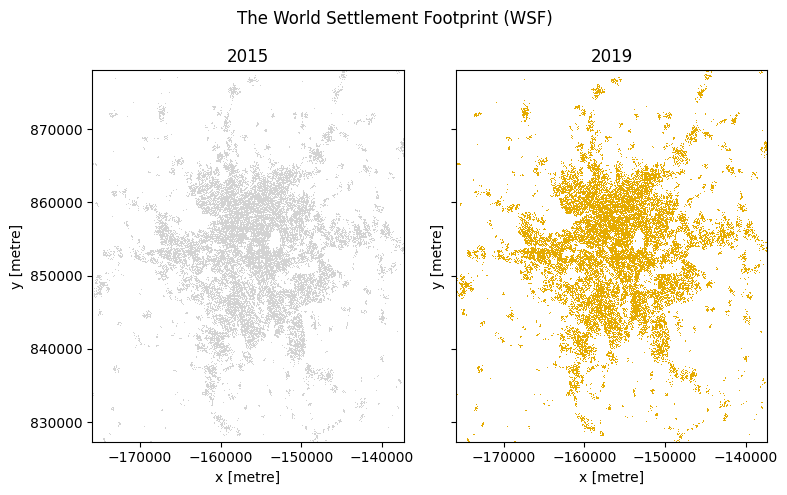 The World Settlement Footprint (WSF)
2015
2019
870000
860000
850000
840000
830000
y [metre]
y [metre]
−170000 −160000 −150000 −140000
−170000 −160000 −150000 −140000
x [metre]
x [metre]